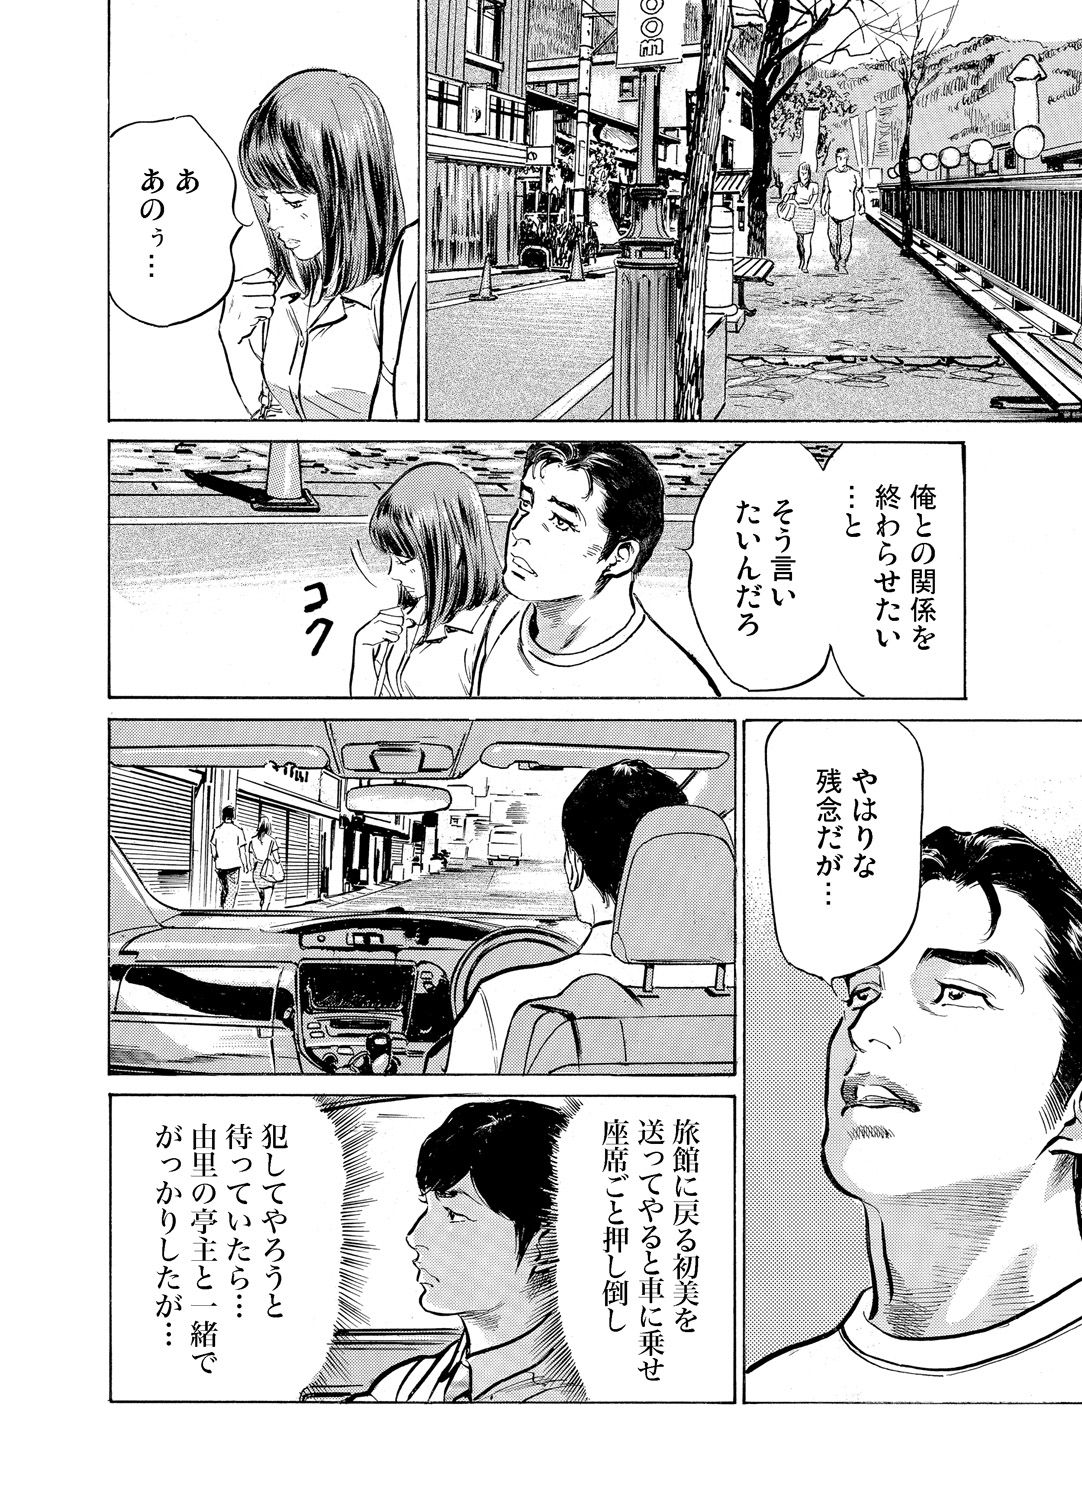 oom
あ
あのぅ…
俺との関係を
終わらせたい
…と
そう言い
たいんだろ
コク
やはりな
残念だが…
旅館に戻る初美を
送ってやると車に乗せ
座席ごと押し倒し
犯してやろうと
待っていたら…
由里の亭主と一緒で
がっかりしたが…